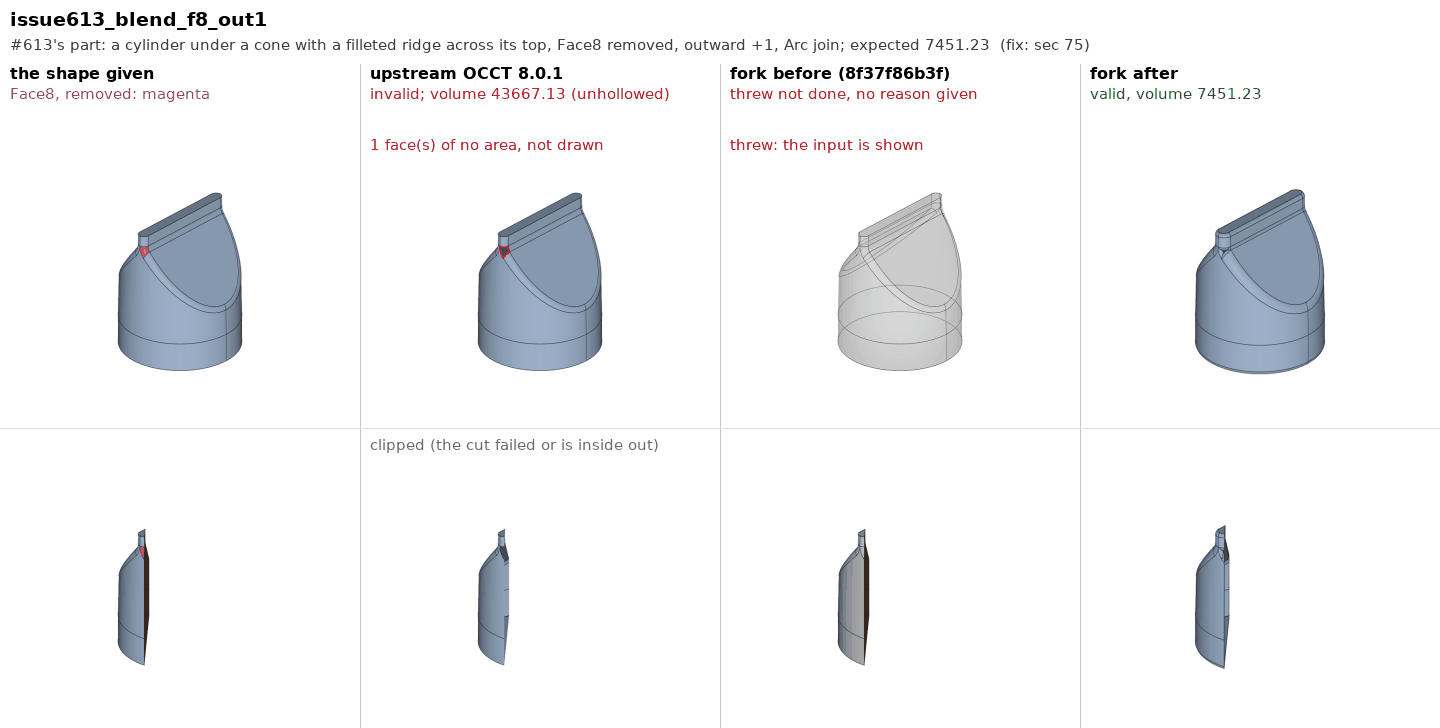 issue613_blend_f8_out1
#613's part: a cylinder under a cone with a filleted ridge across its top, Face8 removed, outward +1, Arc join; expected 7451.23  (fix: sec 75)
the shape given
Face8, removed: magenta
upstream OCCT 8.0.1
invalid; volume 43667.13 (unhollowed)
1 face(s) of no area, not drawn
fork before (8f37f86b3f)
threw not done, no reason given
threw: the input is shown
fork after
valid, volume 7451.23
clipped (the cut failed or is inside out)